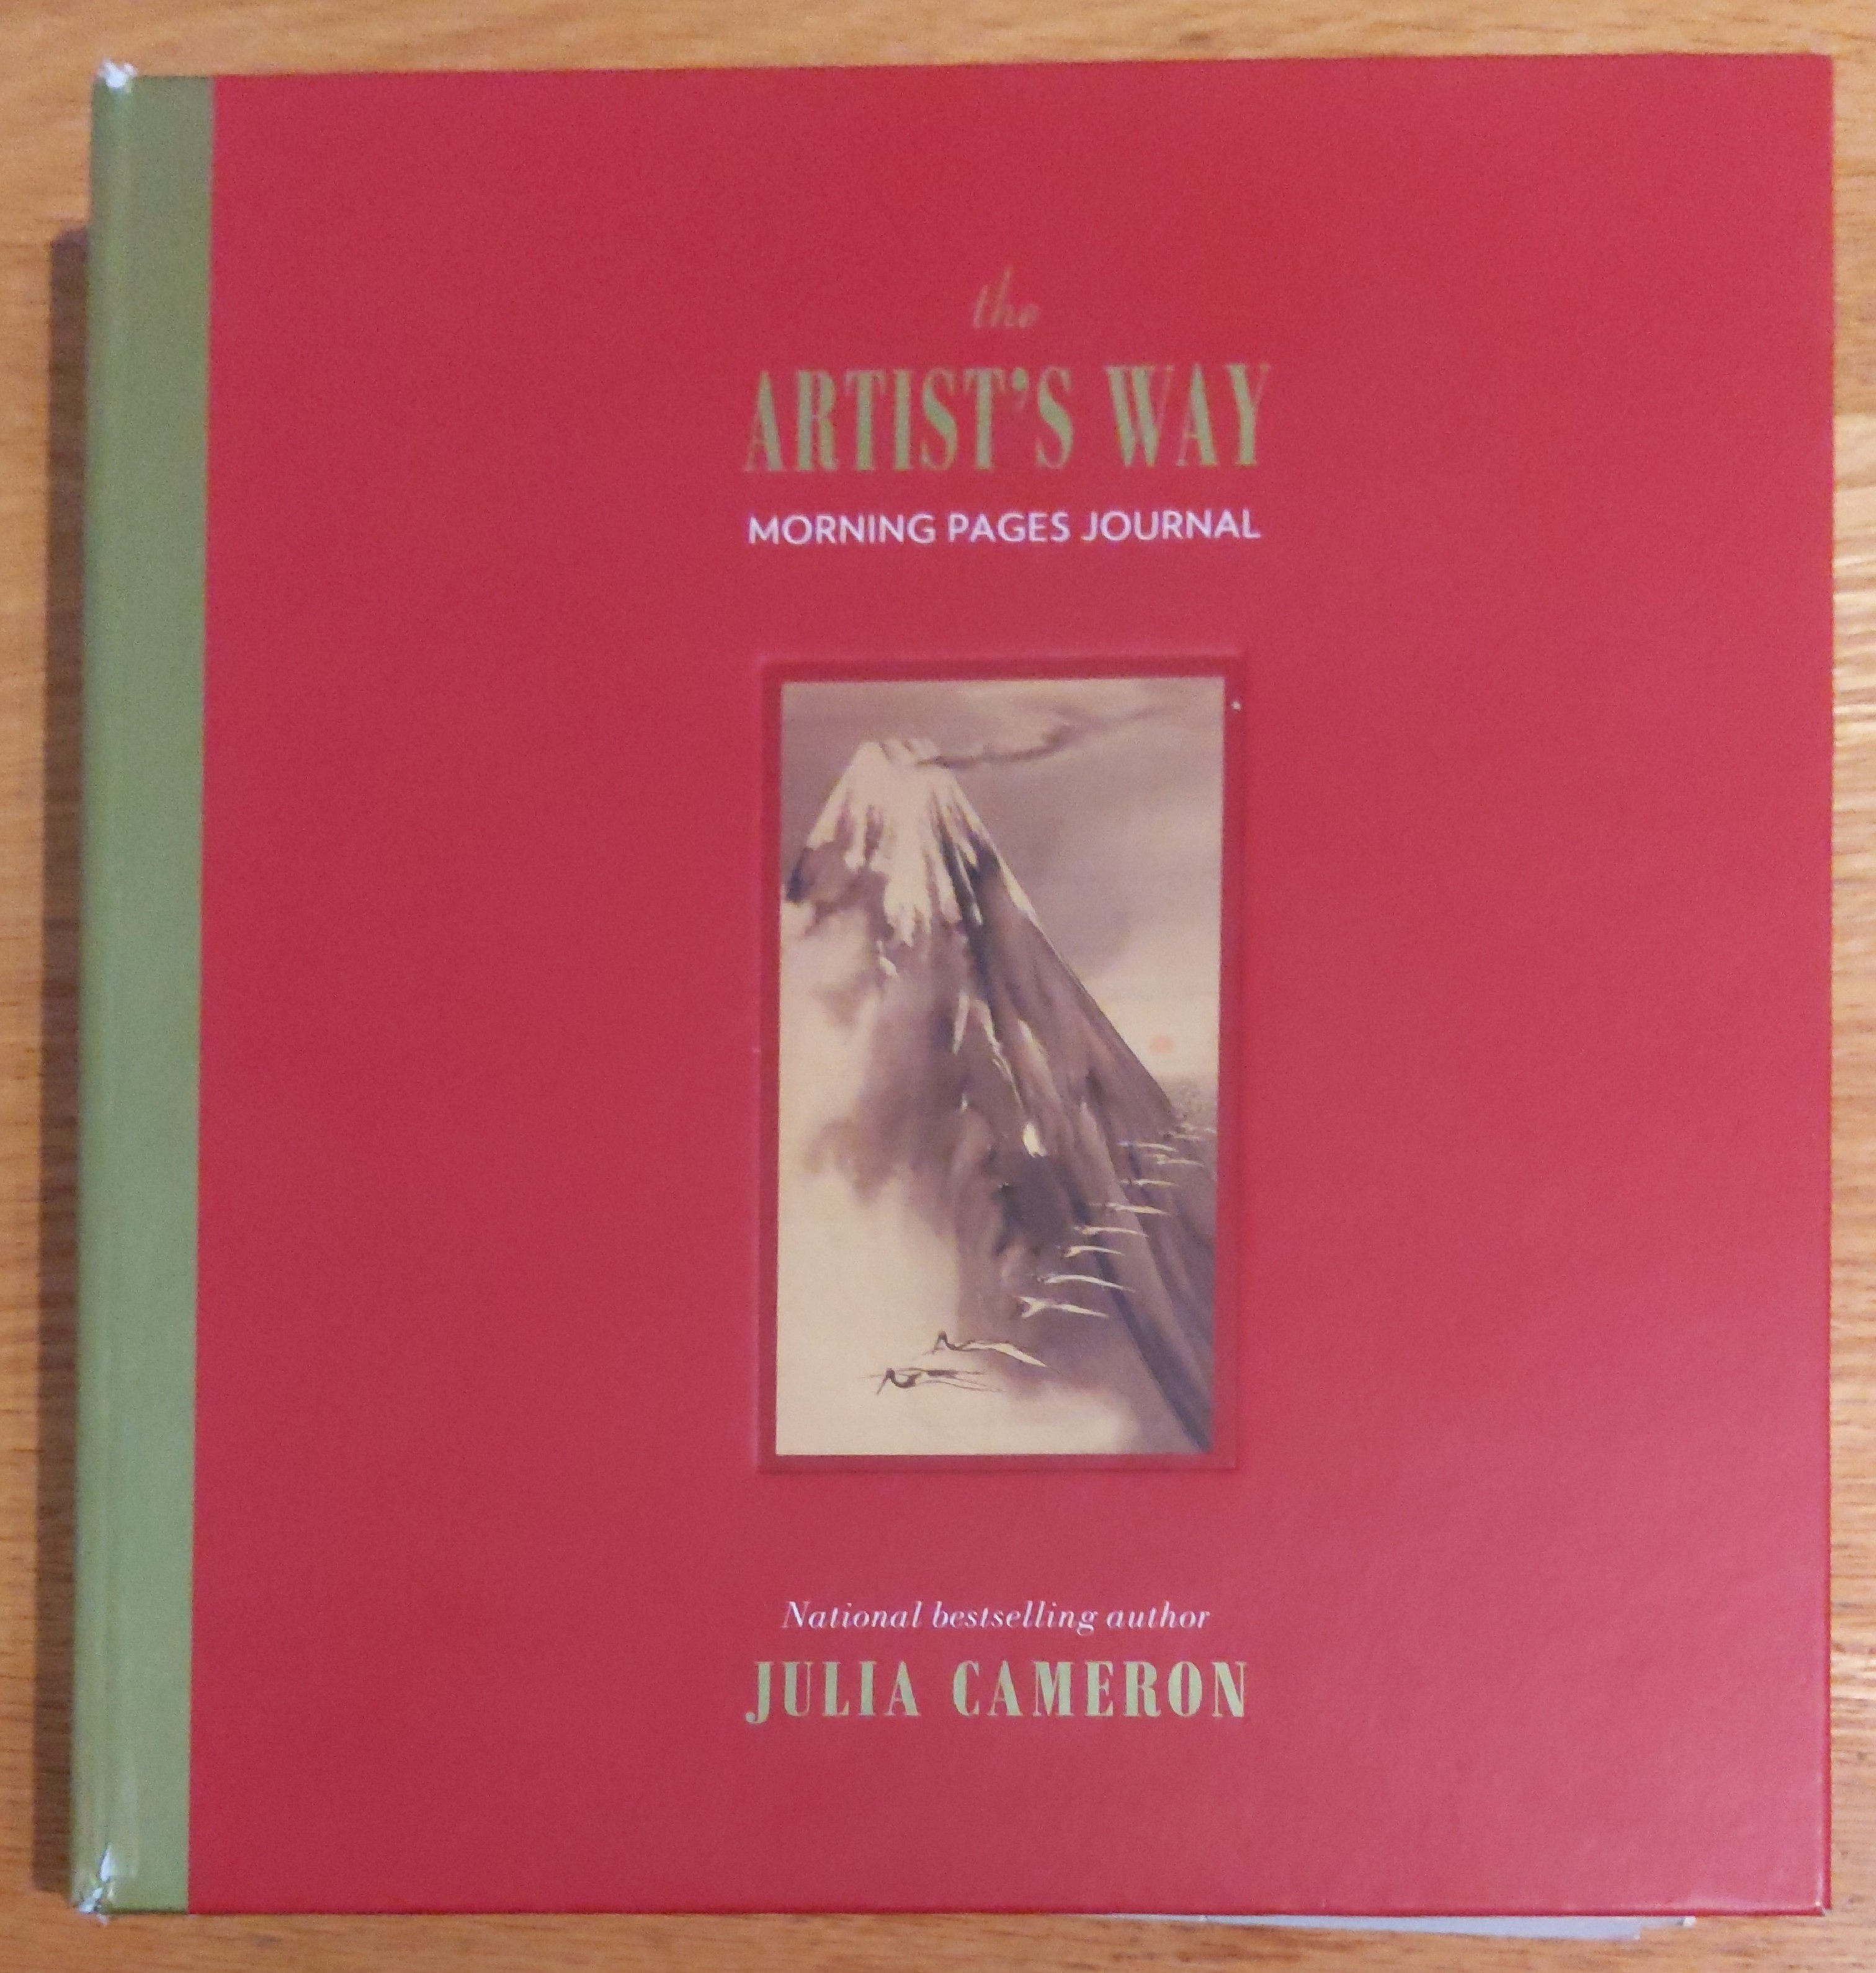 the
ARTIST'S WAY
MORNING PAGES JOURNAL
National bestselling author
JULIA CAMERON